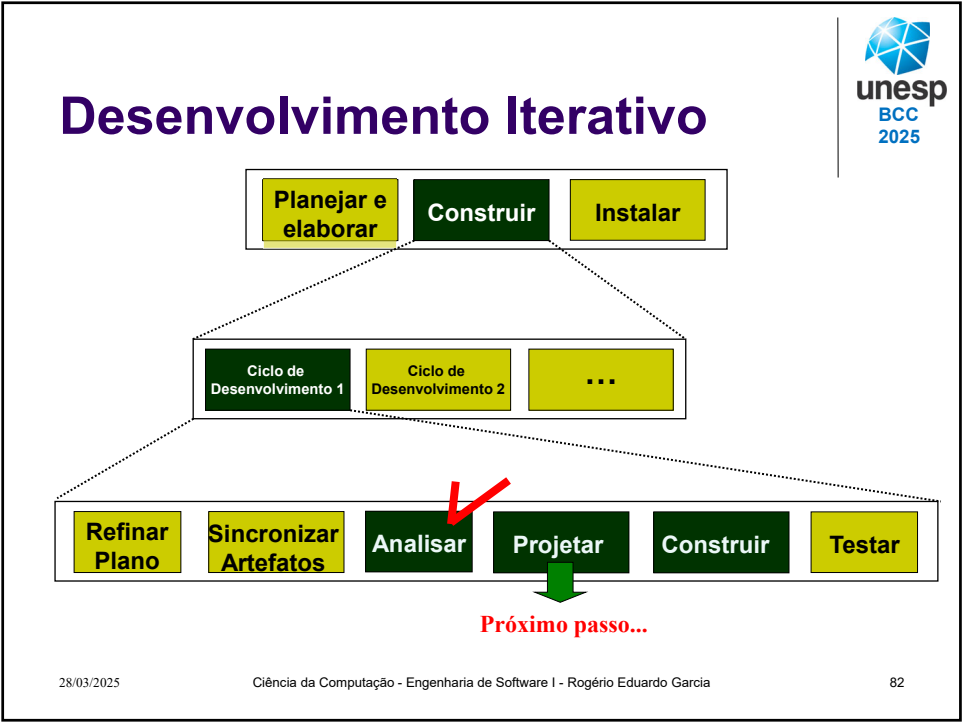 unesp
BCC
2025
Desenvolvimento Iterativo
Planejar e
elaborar
Construir
Instalar
Ciclo de
Desenvolvimento 1
Ciclo de
Desenvolvimento 2
...
Refinar
Plano
Sincronizar
Artefatos
Analisar
Projetar
Construir
Testar
Próximo passo...
28/03/2025
Ciência da Computação - Engenharia de Software I - Rogério Eduardo Garcia
82